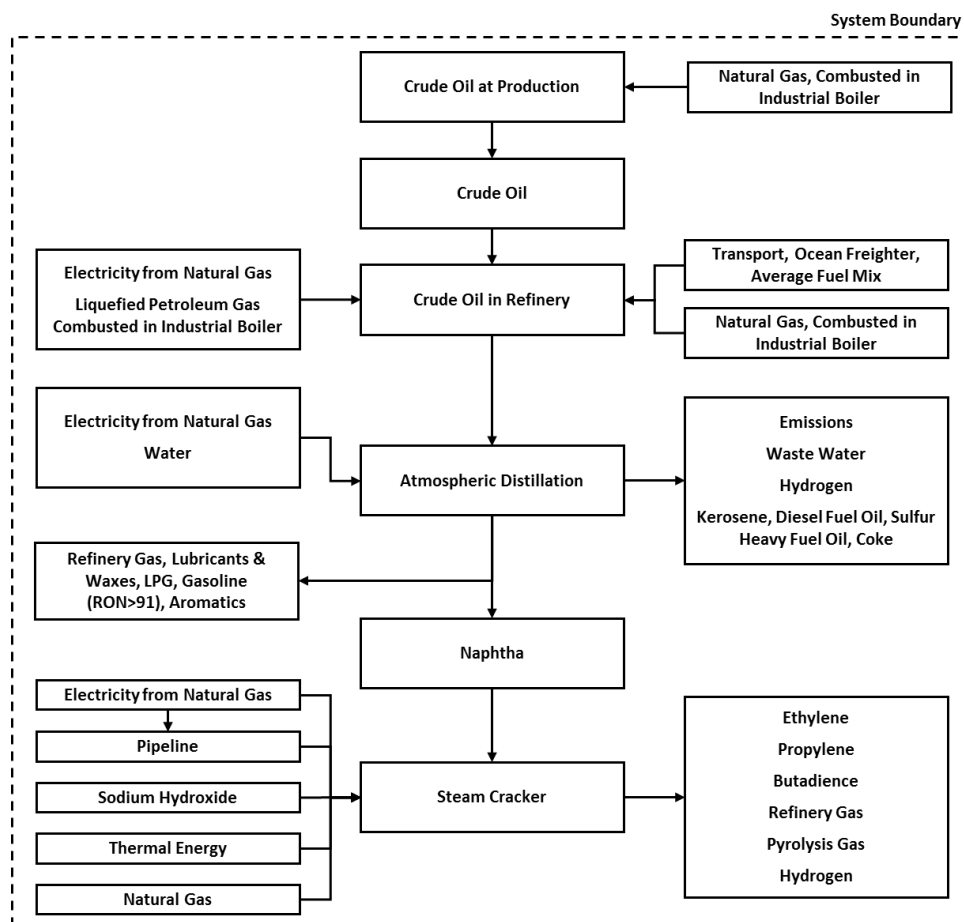 System Boundary
Crude Oil at Production
Natural Gas, Combusted in
Industrial Boiler
Crude Oil
Electricity from Natural Gas
Liquefied Petroleum Gas
Combusted in Industrial Boiler
Crude Oil in Refinery
Transport, Ocean Freighter,
Average Fuel Mix
Natural Gas, Combusted in
Industrial Boiler
Electricity from Natural Gas
Water
Atmospheric Distillation
Emissions
Waste Water
Hydrogen
Kerosene, Diesel Fuel Oil, Sulfur
Heavy Fuel Oil, Coke
Refinery Gas, Lubricants &
Waxes, LPG, Gasoline
(RON>91), Aromatics
Naphtha
Electricity from Natural Gas
Pipeline
Sodium Hydroxide
Thermal Energy
Natural Gas
Steam Cracker
Ethylene
Propylene
Butadience
Refinery Gas
Pyrolysis Gas
Hydrogen